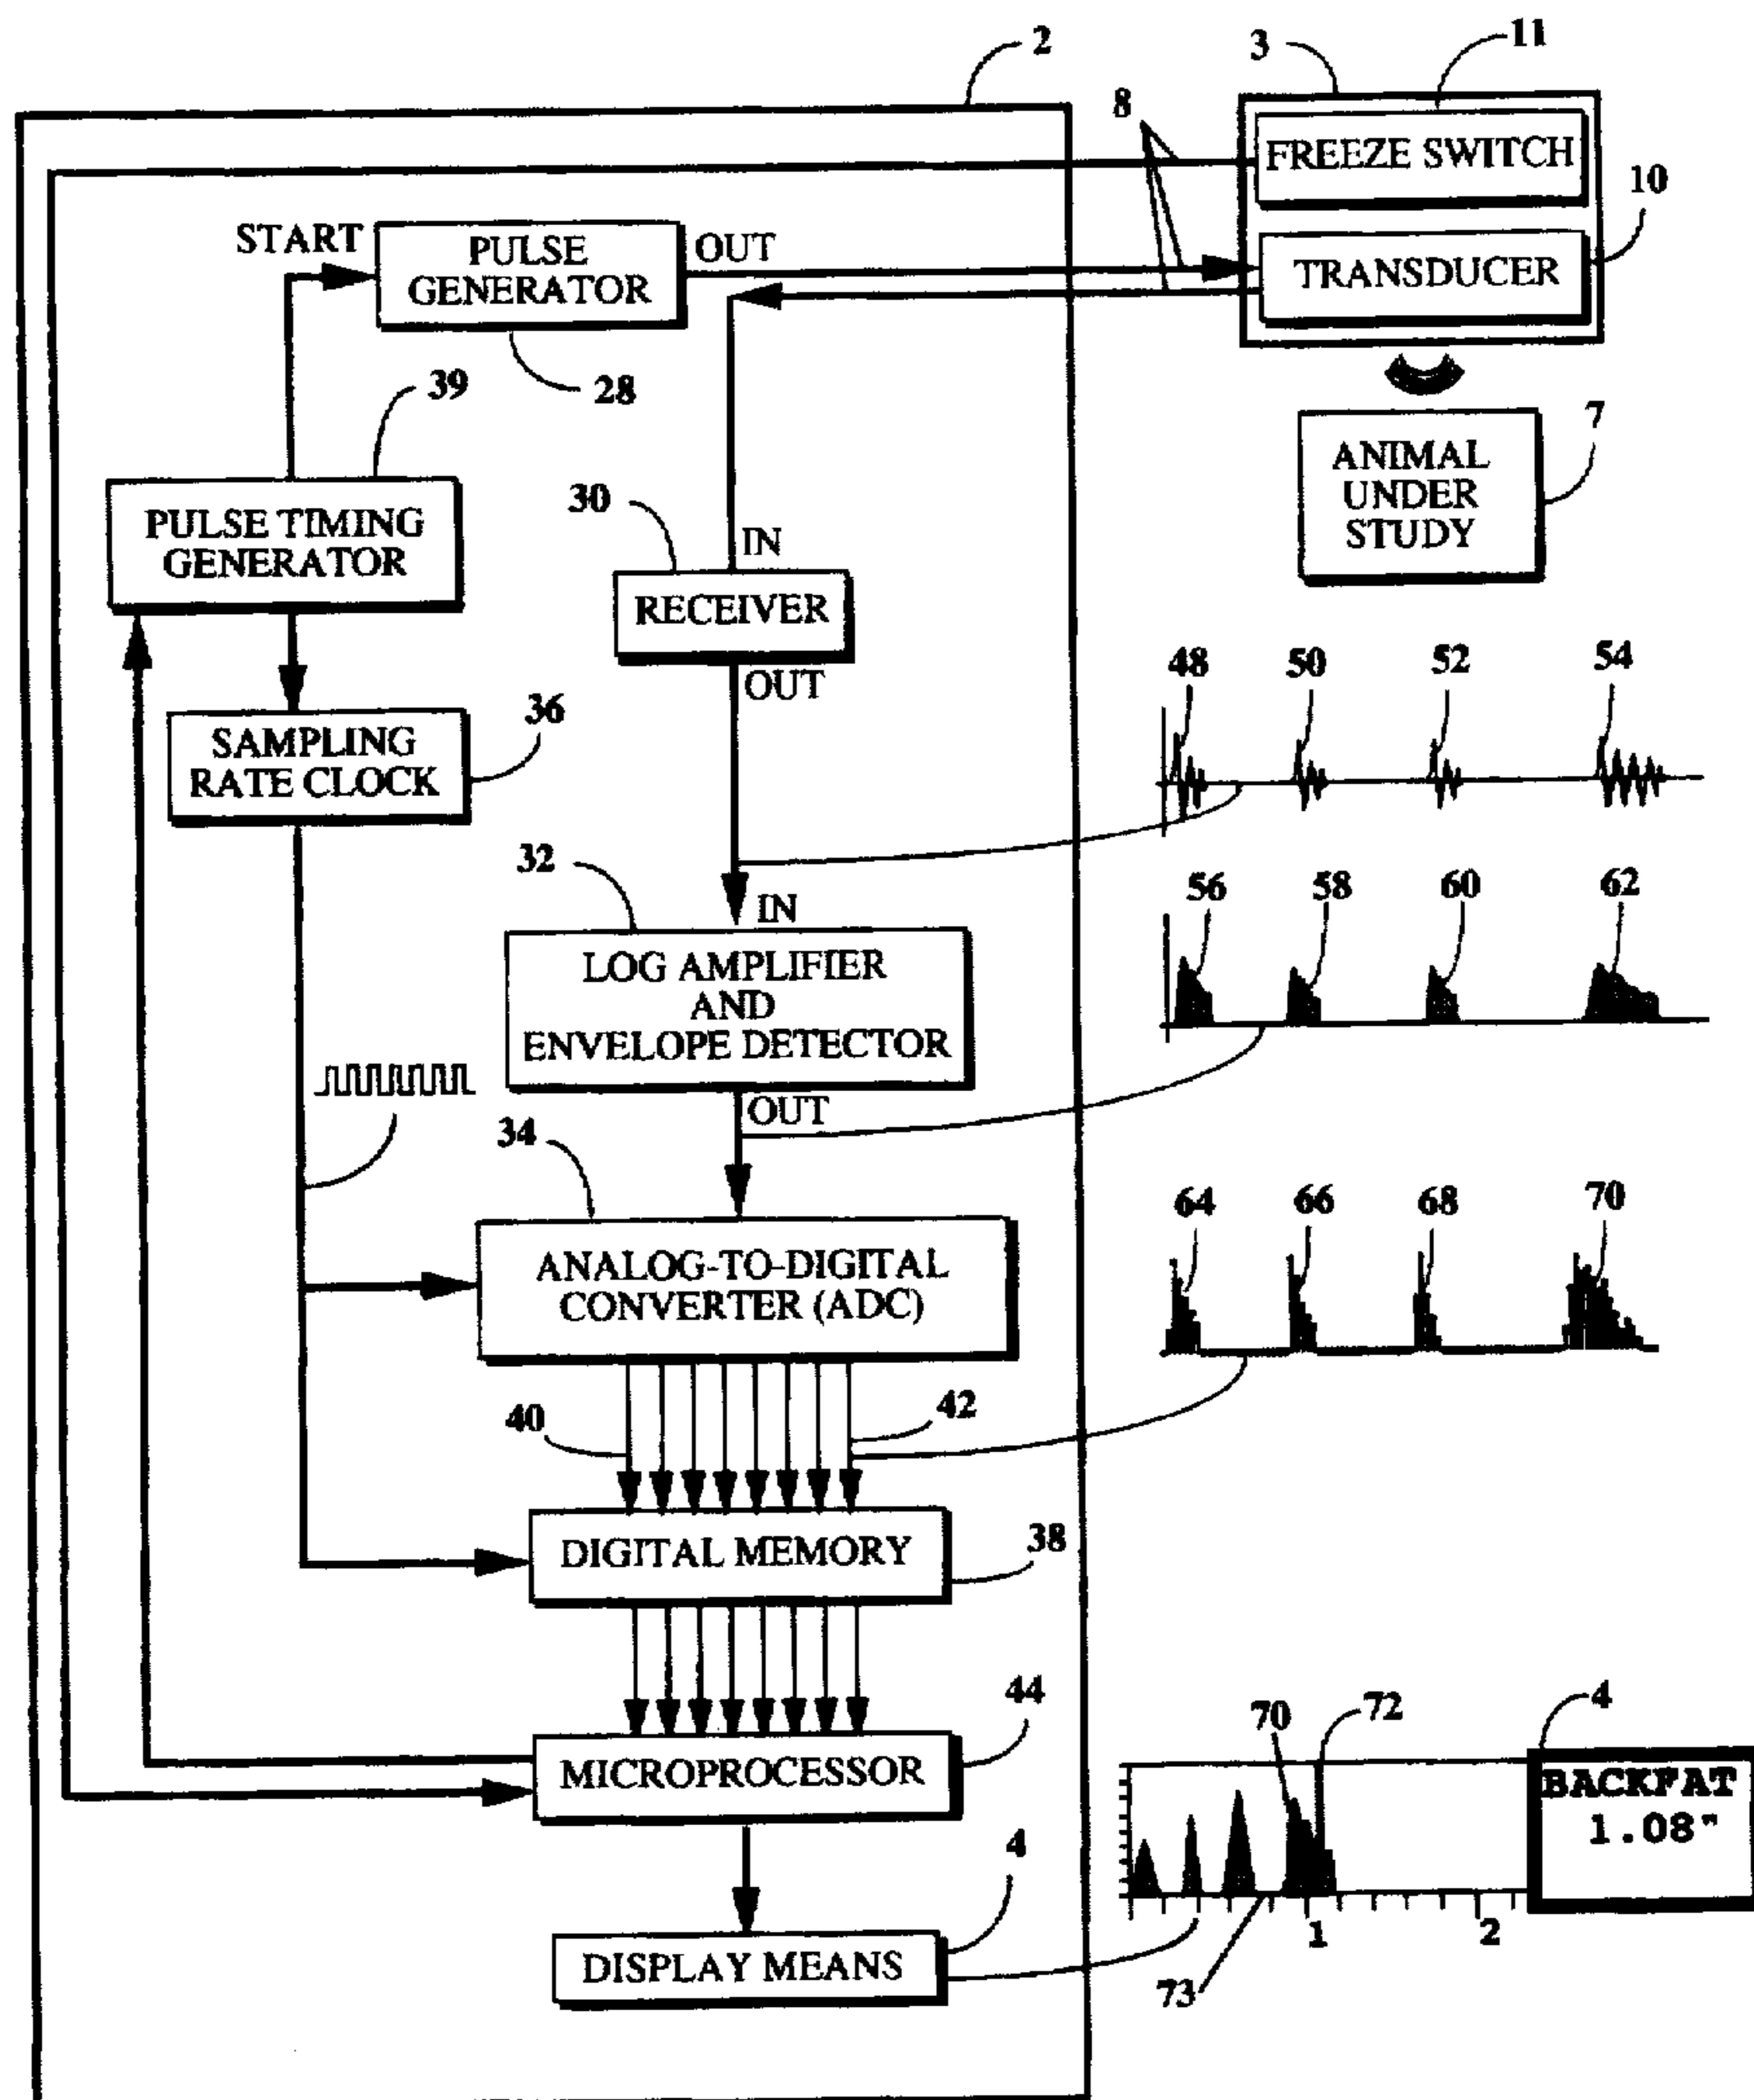 2
3
11
8
FREEZE SWITCH
10
START
PULSE
GENERATOR
OUT
TRANSDUCER
28
39
7
ANIMAL
UNDER
STUDY
PULSE TIMING
GENERATOR
30
IN
RECEIVER
OUT
48
50
52
54
SAMPLING
RATE CLOCK
36
32
IN
56
58
60
62
LOG AMPLIFIER
AND
ENVELOPE DETECTOR
OUT
34
64
66
68
70
ANALOG-TO-DIGITAL
CONVERTER (ADC)
40
42
DIGITAL MEMORY
38
44
MICROPROCESSOR
70
72
4
BACKFAT
1.08"
1
2
73
4
DISPLAY MEANS